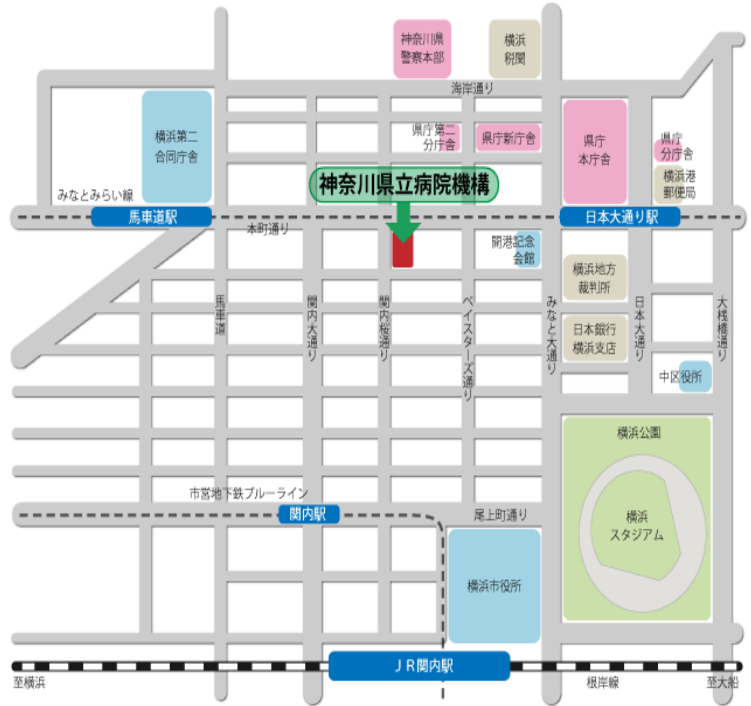 神奈川県
警察本部
横浜
税関
海岸通り
横浜第二
合同庁舎
県庁第二
分庁舎
県庁新庁舎
県庁
本庁舎
県庁
分庁舎
横浜港
郵便局
神奈川県立病院機構
みなとみらい線
馬車道駅
日本大通り駅
本町通り
開港記念
会館
横浜地方
裁判所
日本銀行
横浜支店
馬車道
関内大通り
関内桜通り
ベイスターズ通り
みなと大通り
日本大通り
大桟橋通り
中区役所
横浜公園
横浜
スタジアム
市営地下鉄ブルーライン
関内駅
尾上町通り
横浜市役所
JR関内駅
至横浜
根岸線
至大船